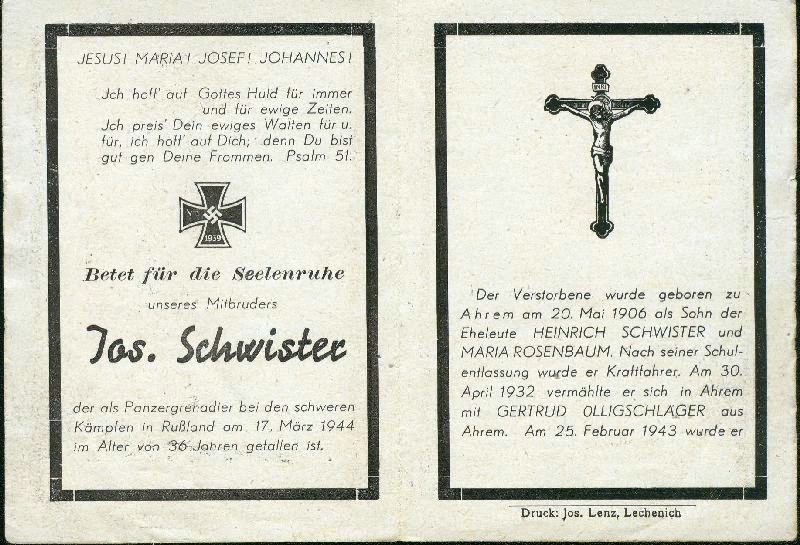 JESUS! MARIA! JOSEF! JOHANNES!
Jch hoff' auf Gottes Huld für immer
und für ewige Zeiten.
Jch preis' Dein ewiges Walten für u.
für, ich hoff' auf Dich; denn Du bist
gut gen Deine Frommen. Psalm 51.
1939
Betet für die Seelenruhe
unseres Mitbruders
Jos. Schwister
der als Panzergrenadier bei den schweren
Kämpfen in Rußland am 17. März 1944
im Alter von 36 Jahren gefallen ist.
INRI
Der Verstorbene wurde geboren zu
Ahrem am 20. Mai 1906 als Sohn der
Eheleute HEINRICH SCHWISTER und
MARIA ROSENBAUM. Nach seiner Schul-
entlassung wurde er Kraftfahrer. Am 30.
April 1932 vermählte er sich in Ahrem
mit GERTRUD OLLIGSCHLÄGER aus
Ahrem. Am 25. Februar 1943 wurde er
Druck: Jos. Lenz, Lechenich